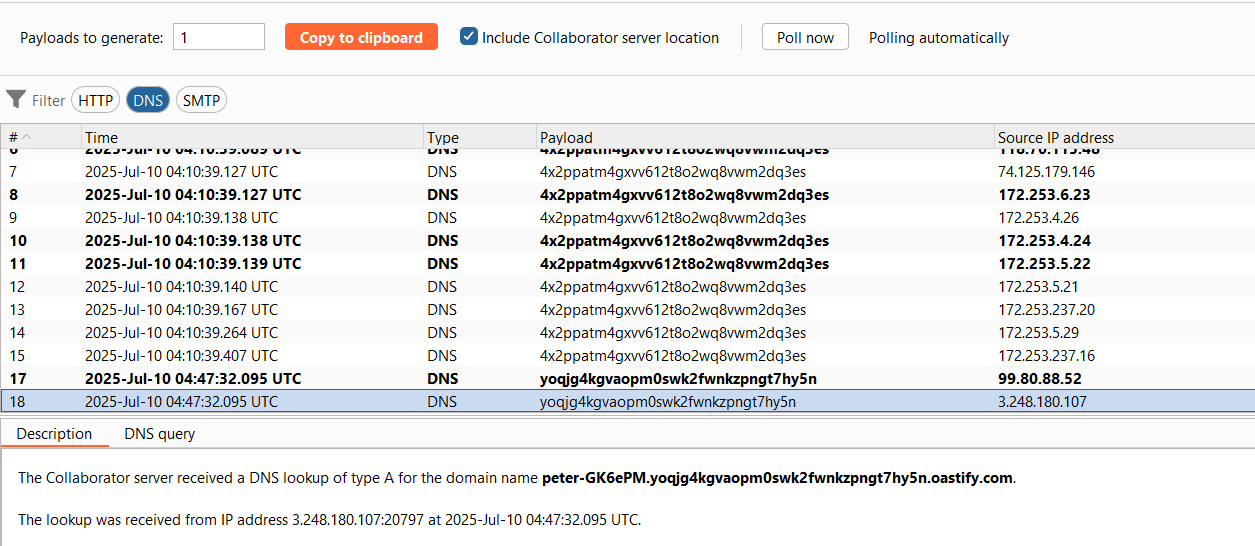 Payloads to generate: 1 Copy to clipboard Include Collaborator server location Poll now Polling automatically
Filter HTTP DNS SMTP
# Time Type Payload Source IP address
6 2025-Jul-10 04:10:39.089 UTC DNS 4x2ppatm4gxvv612t8o2wq8vwm2dq3es
7 2025-Jul-10 04:10:39.127 UTC DNS 4x2ppatm4gxvv612t8o2wq8vwm2dq3es 74.125.179.146
8 2025-Jul-10 04:10:39.127 UTC DNS 4x2ppatm4gxvv612t8o2wq8vwm2dq3es 172.253.6.23
9 2025-Jul-10 04:10:39.138 UTC DNS 4x2ppatm4gxvv612t8o2wq8vwm2dq3es 172.253.4.26
10 2025-Jul-10 04:10:39.138 UTC DNS 4x2ppatm4gxvv612t8o2wq8vwm2dq3es 172.253.4.24
11 2025-Jul-10 04:10:39.139 UTC DNS 4x2ppatm4gxvv612t8o2wq8vwm2dq3es 172.253.5.22
12 2025-Jul-10 04:10:39.140 UTC DNS 4x2ppatm4gxvv612t8o2wq8vwm2dq3es 172.253.5.21
13 2025-Jul-10 04:10:39.167 UTC DNS 4x2ppatm4gxvv612t8o2wq8vwm2dq3es 172.253.237.20
14 2025-Jul-10 04:10:39.264 UTC DNS 4x2ppatm4gxvv612t8o2wq8vwm2dq3es 172.253.5.29
15 2025-Jul-10 04:10:39.407 UTC DNS 4x2ppatm4gxvv612t8o2wq8vwm2dq3es 172.253.237.16
17 2025-Jul-10 04:47:32.095 UTC DNS yoqjg4kgvaopm0swk2fwnkzpngt7hy5n 99.80.88.52
18 2025-Jul-10 04:47:32.095 UTC DNS yoqjg4kgvaopm0swk2fwnkzpngt7hy5n 3.248.180.107
Description DNS query
The Collaborator server received a DNS lookup of type A for the domain name peter-GK6ePM.yoqjg4kgvaopm0swk2fwnkzpngt7hy5n.oastify.com.
The lookup was received from IP address 3.248.180.107:20797 at 2025-Jul-10 04:47:32.095 UTC.